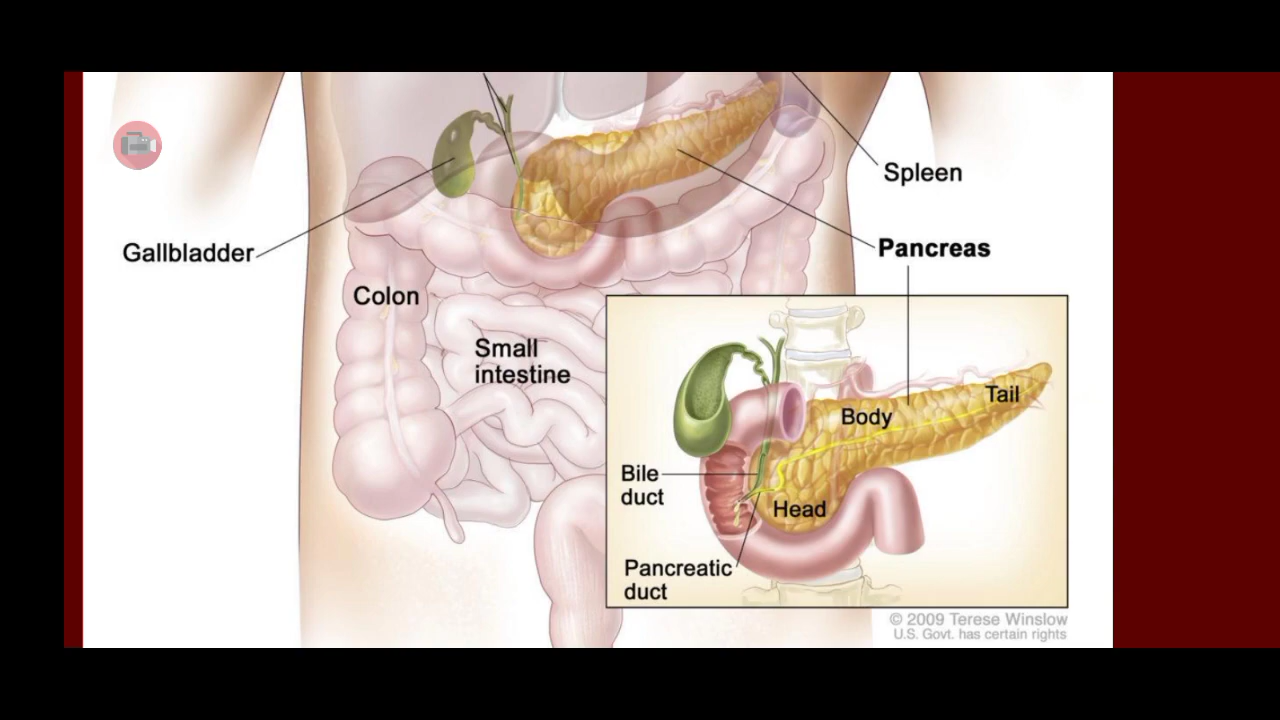 Spleen
Gallbladder
Pancreas
Colon
Small
intestine
Tail
Body
Bile
duct
Head
Pancreatic
duct
© 2009 Terese Winslow
U.S. Govt. has certain rights